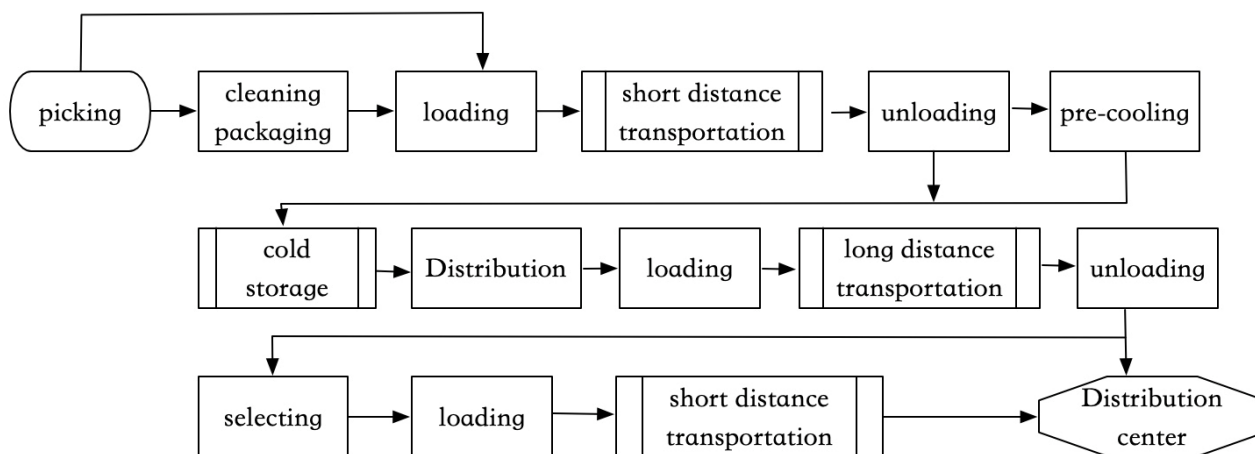 picking
cleaning
packaging
loading
short distance
transportation
unloading
pre-cooling
cold
storage
Distribution
loading
long distance
transportation
unloading
selecting
loading
short distance
transportation
Distribution
center